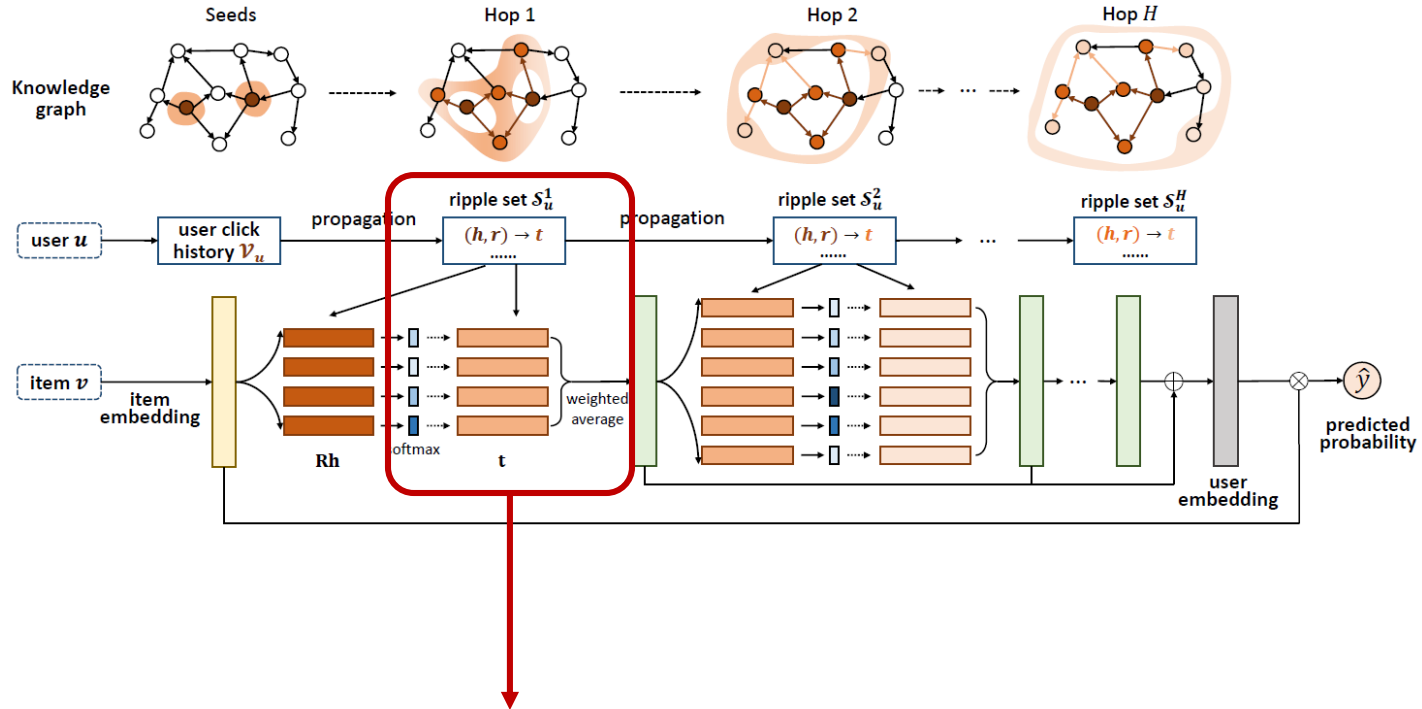 Seeds
Hop 1
Hop 2
Hop H
Knowledge
graph
ripple set 𝒮ᵤ¹
ripple set 𝒮ᵤ²
ripple set 𝒮ᵤᴴ
propagation
propagation
user u
user click
history 𝒱ᵤ
(h, r) → t
......
(h, r) → t
......
...
(h, r) → t
......
item v
item
embedding
Rh
t
weighted
average
...
ŷ
predicted
probability
user
embedding
...